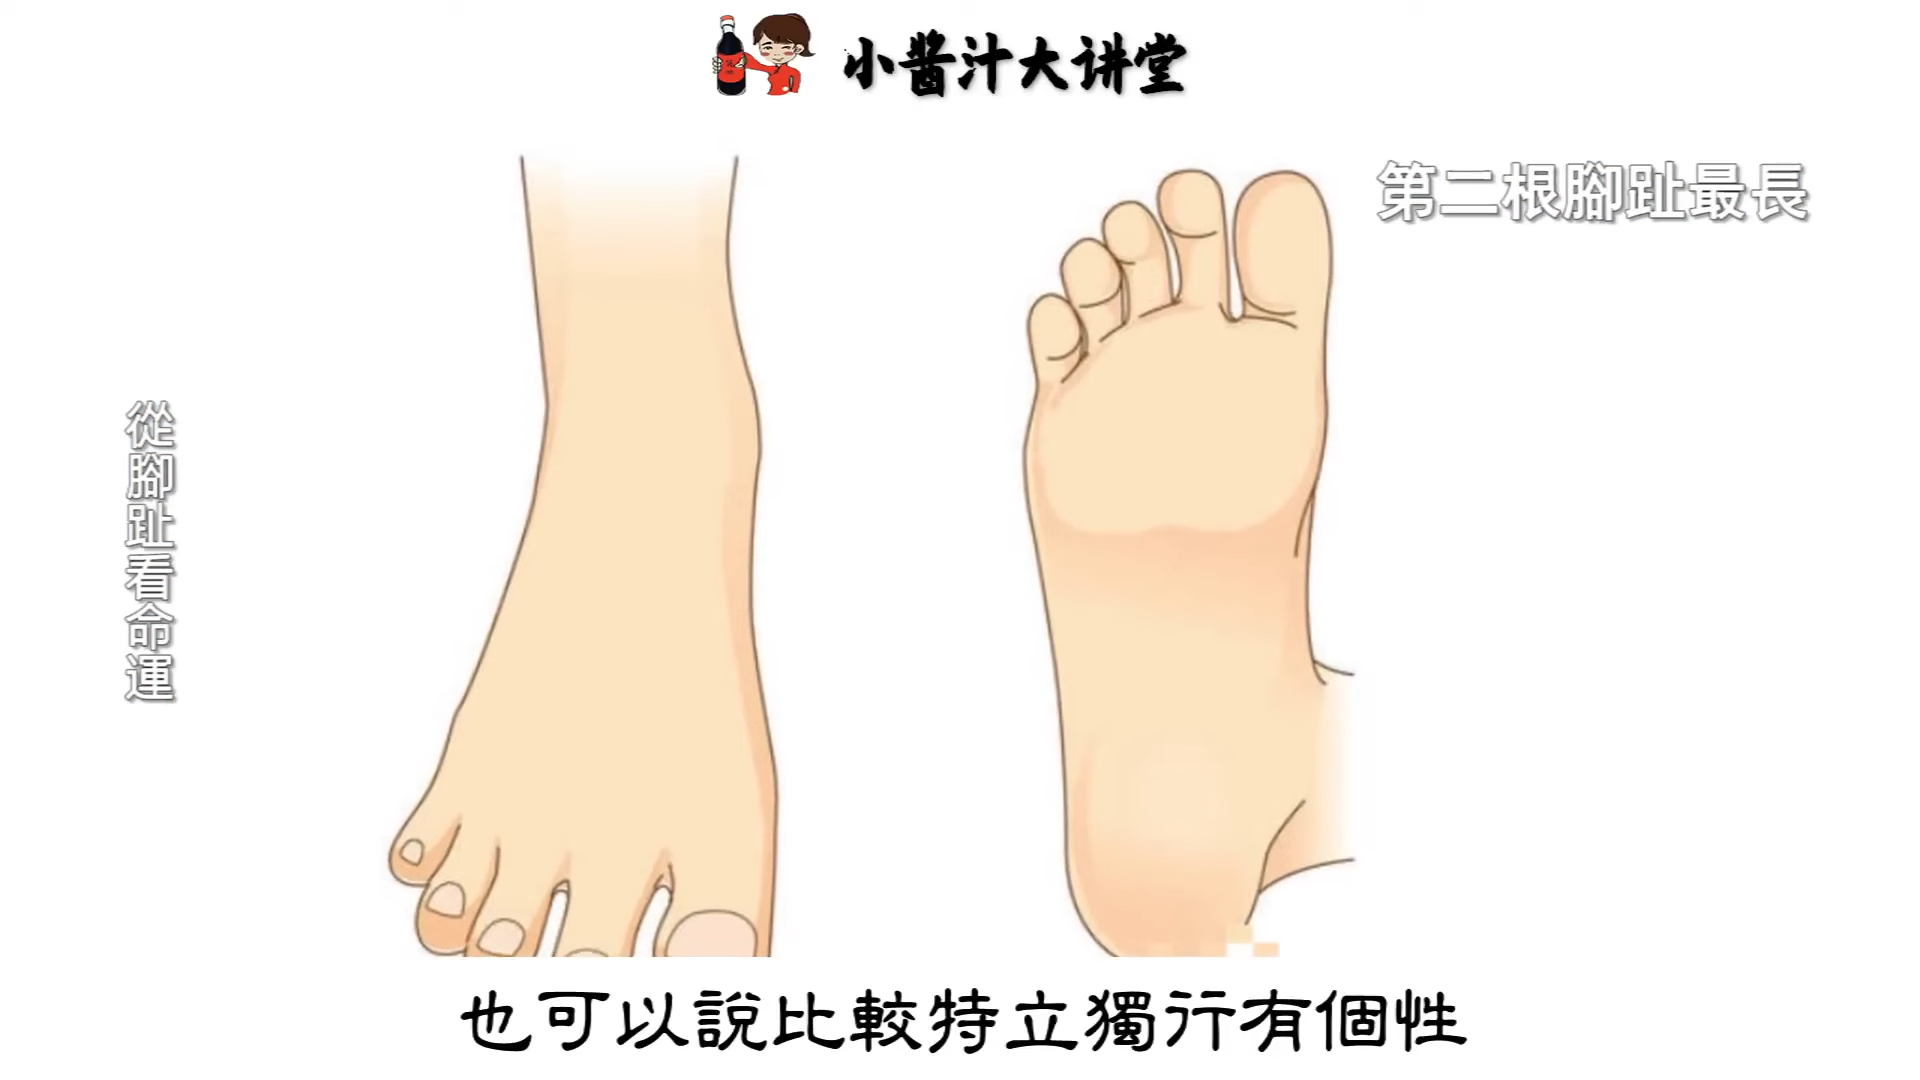 小酱汁大讲堂
第二根腳趾最長
從腳趾看命運
也可以說比較特立獨行有個性